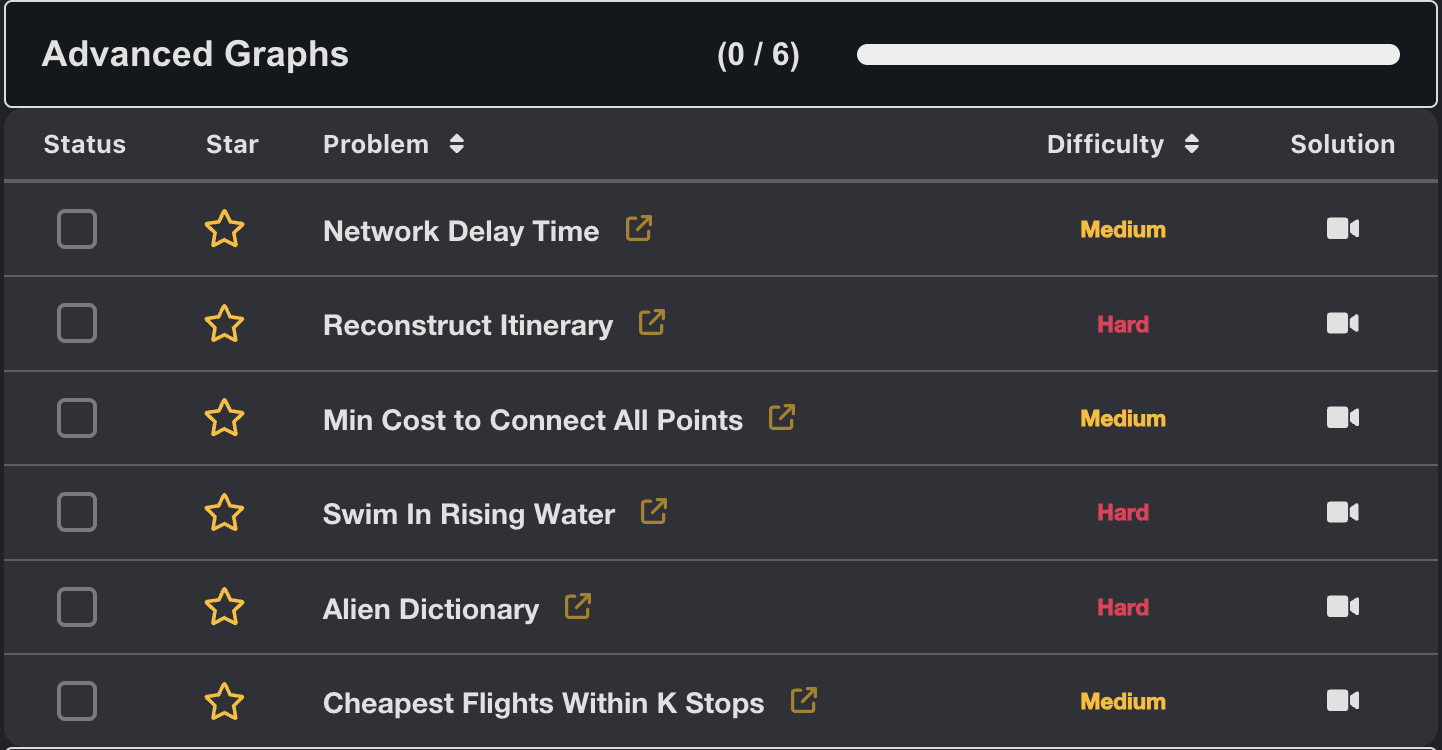 Advanced Graphs (0 / 6)
Status Star Problem Difficulty Solution
Network Delay Time Medium
Reconstruct Itinerary Hard
Min Cost to Connect All Points Medium
Swim In Rising Water Hard
Alien Dictionary Hard
Cheapest Flights Within K Stops Medium